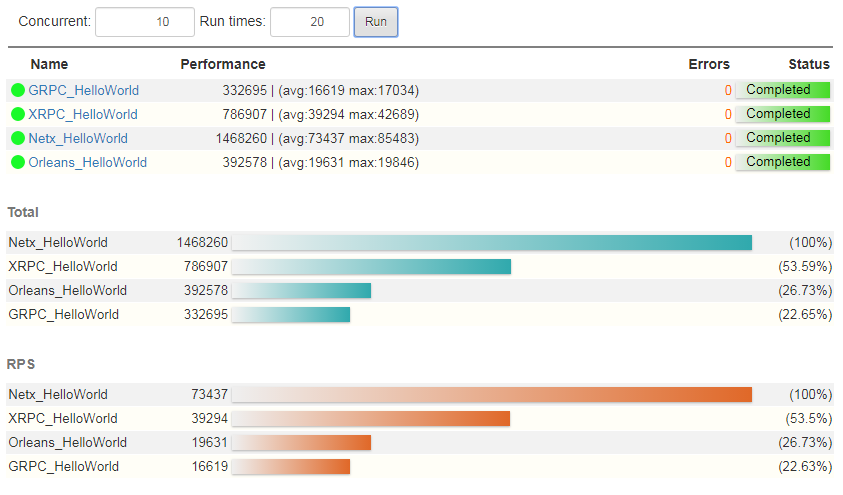 Concurrent: 10 Run times: 20 Run
Name Performance Errors Status
GRPC_HelloWorld 332695 | (avg:16619 max:17034) 0 Completed
XRPC_HelloWorld 786907 | (avg:39294 max:42689) 0 Completed
Netx_HelloWorld 1468260 | (avg:73437 max:85483) 0 Completed
Orleans_HelloWorld 392578 | (avg:19631 max:19846) 0 Completed
Total
Netx_HelloWorld 1468260 (100%)
XRPC_HelloWorld 786907 (53.59%)
Orleans_HelloWorld 392578 (26.73%)
GRPC_HelloWorld 332695 (22.65%)
RPS
Netx_HelloWorld 73437 (100%)
XRPC_HelloWorld 39294 (53.5%)
Orleans_HelloWorld 19631 (26.73%)
GRPC_HelloWorld 16619 (22.63%)